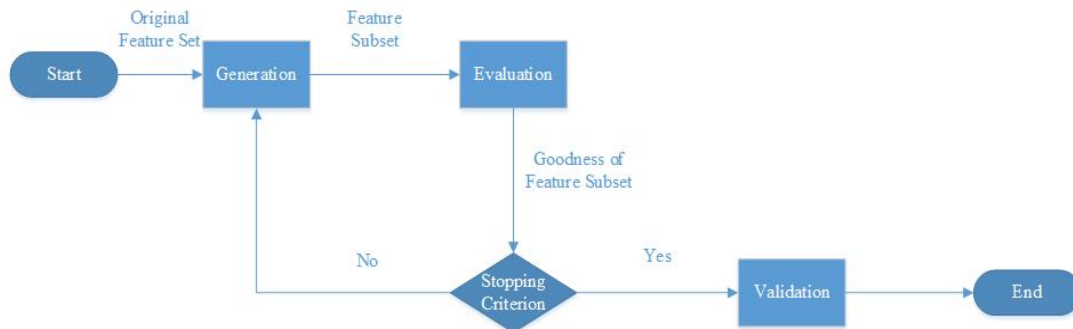 Original
Feature Set
Feature
Subset
Start
Generation
Evaluation
Goodness of
Feature Subset
No
Yes
Stopping
Criterion
Validation
End